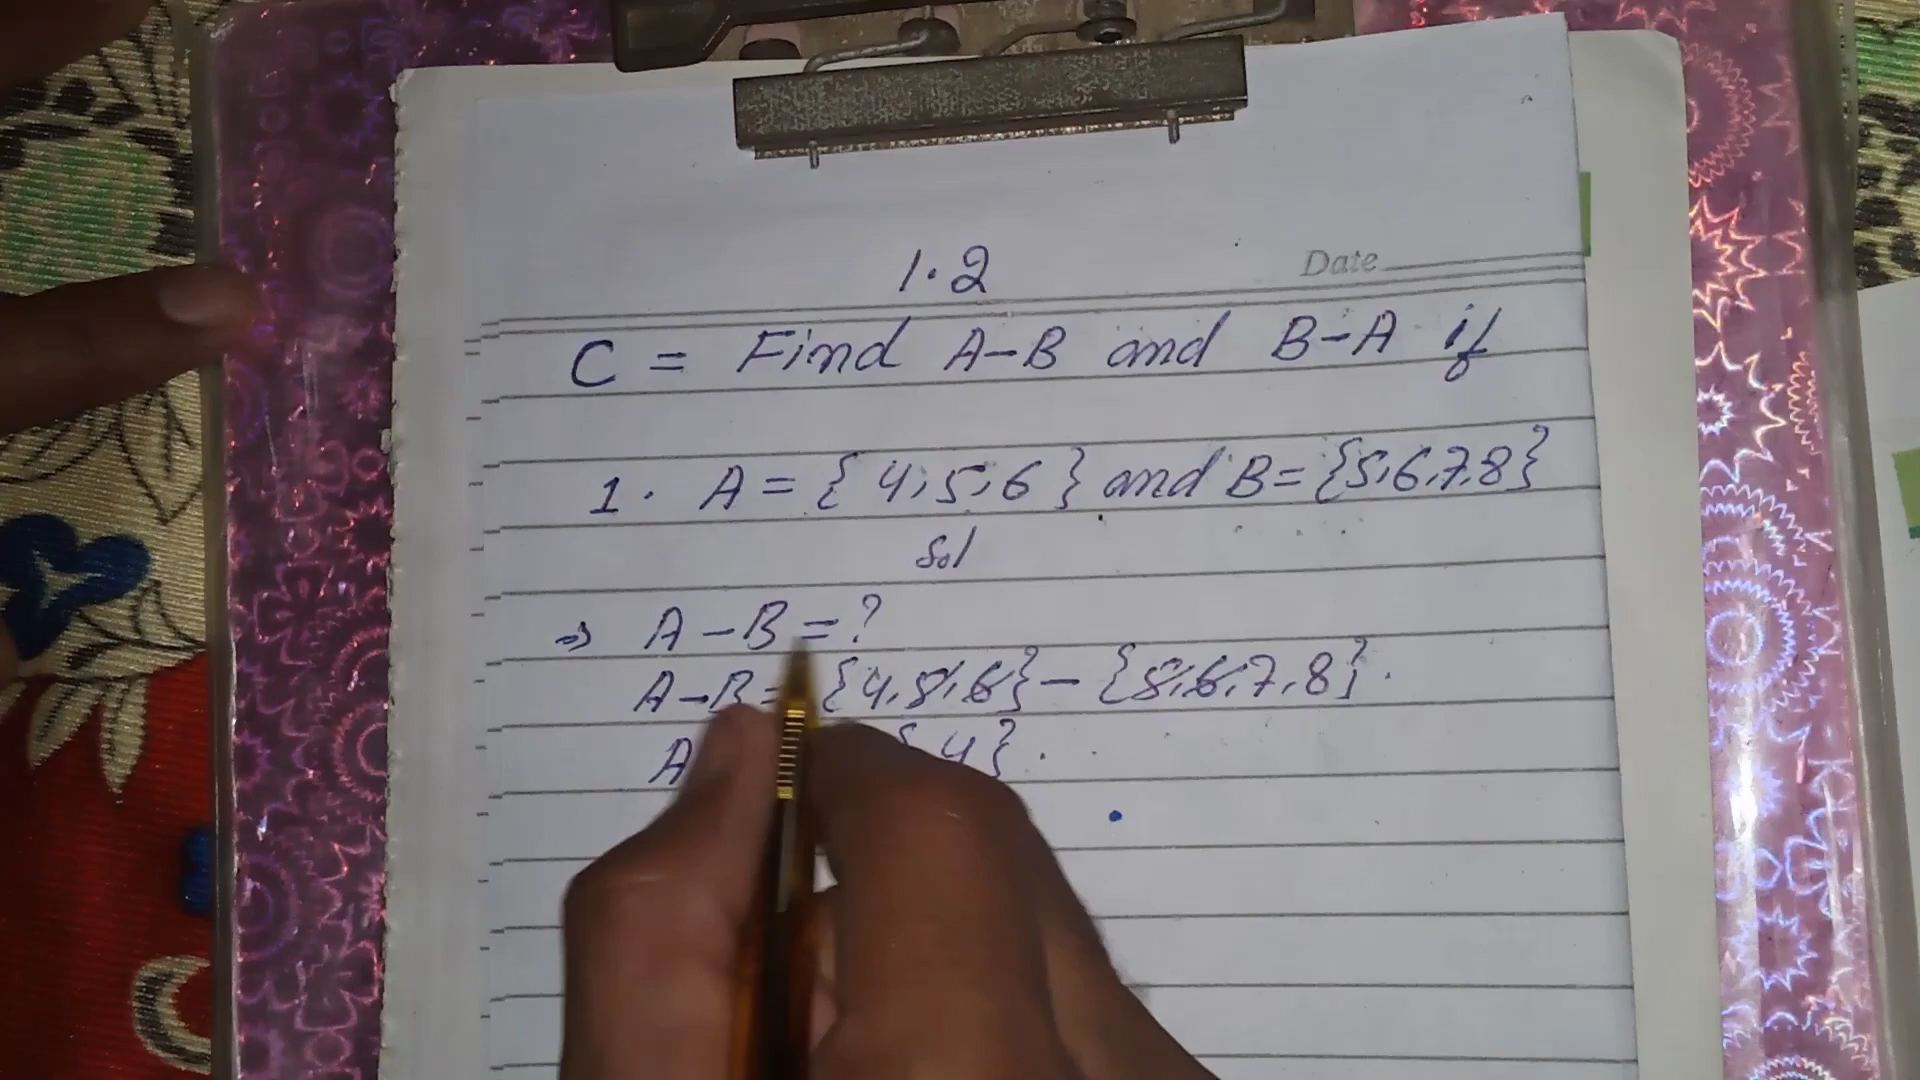 1.2
Date
C = Find A-B and B-A if
1. A = {4,5,6} and B={5,6,7,8}
Sol
⇒ A-B=?
A-B= {4,5,6}-{5,6,7,8}.
A 4}.